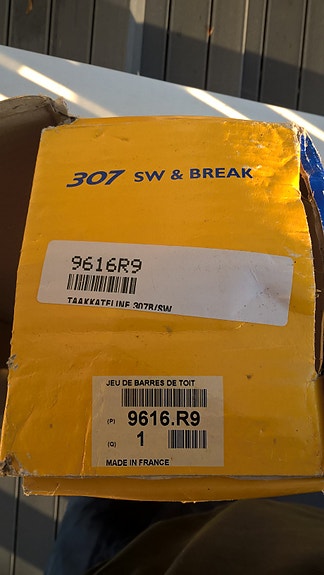 307 SW & BREAK
9616R9
TAAKKATELINE 307B/SW
JEU DE BARRES DE TOIT
(P) 9616.R9
(Q) 1
MADE IN FRANCE